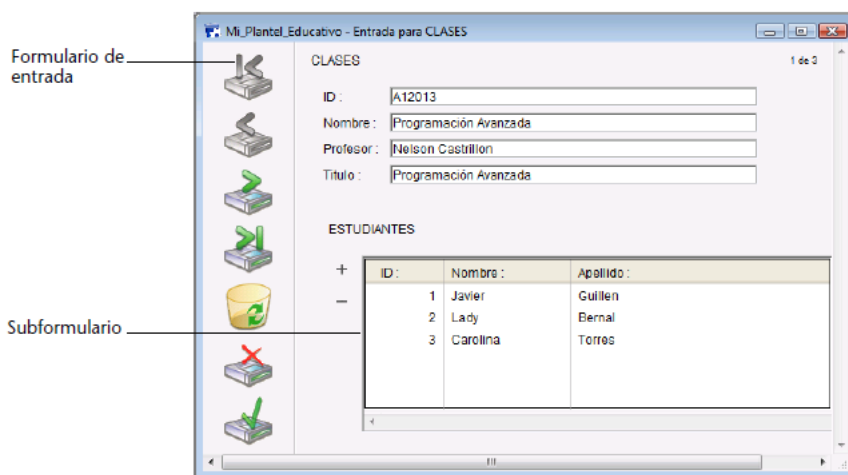 Mi_Plantel_Educativo - Entrada para CLASES
Formulario de
entrada
CLASES
1 de 3
ID :
A12013
Nombre :
Programación Avanzada
Profesor :
Nelson Castrillon
Titulo :
Programación Avanzada
ESTUDIANTES
+
−
ID : Nombre : Apellido :
1 Javier Guillen
2 Lady Bernal
3 Carolina Torres
Subformulario